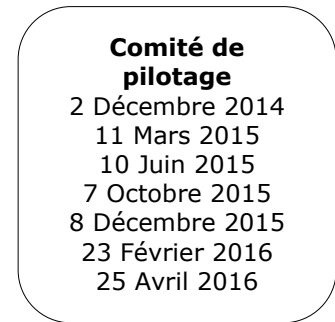 Comité de
pilotage
2 Décembre 2014
11 Mars 2015
10 Juin 2015
7 Octobre 2015
8 Décembre 2015
23 Février 2016
25 Avril 2016